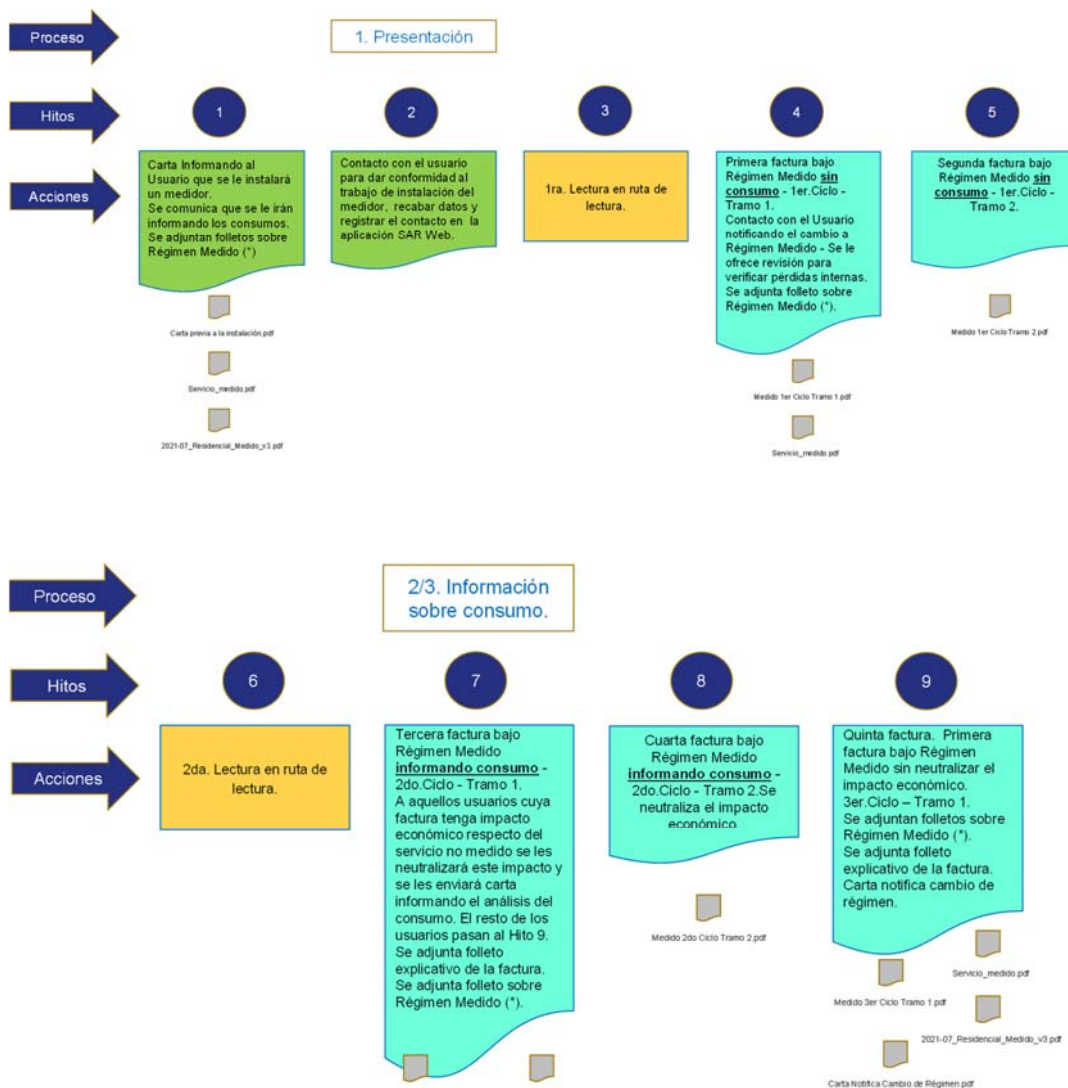 Proceso
1. Presentación
Hitos
1
2
3
4
5
Acciones
Carta Informando al
Usuario que se le instalará
un medidor.
Se comunica que se le irán
informando los consumos.
Se adjuntan folletos sobre
Régimen Medido (*)
Carta previa a la instalación.pdf
Servicio_medido.pdf
2021-07_Residencial_Medido_v3.pdf
Contacto con el usuario
para dar conformidad al
trabajo de instalación del
medidor, recabar datos y
registrar el contacto en la
aplicación SAR Web.
1ra. Lectura en ruta de
lectura.
Primera factura bajo
Régimen Medido sin
consumo - 1er.Ciclo -
Tramo 1.
Contacto con el Usuario
notificando el cambio a
Régimen Medido - Se le
ofrece revisión para
verificar pérdidas internas.
Se adjunta folleto sobre
Régimen Medido (*).
Medido 1er Ciclo Tramo 1.pdf
Servicio_medido.pdf
Segunda factura bajo
Régimen Medido sin
consumo - 1er.Ciclo -
Tramo 2.
Medido 1er Ciclo Tramo 2.pdf
Proceso
2/3. Información
sobre consumo.
Hitos
6
7
8
9
Acciones
2da. Lectura en ruta de
lectura.
Tercera factura bajo
Régimen Medido
informando consumo -
2do.Ciclo - Tramo 1.
A aquellos usuarios cuya
factura tenga impacto
económico respecto del
servicio no medido se les
neutralizará este impacto y
se les enviará carta
informando el análisis del
consumo. El resto de los
usuarios pasan al Hito 9.
Se adjunta folleto
explicativo de la factura.
Se adjunta folleto sobre
Régimen Medido (*).
Cuarta factura bajo
Régimen Medido
informando consumo -
2do.Ciclo - Tramo 2.Se
neutraliza el impacto
económico.
Medido 2do Ciclo Tramo 2.pdf
Quinta factura. Primera
factura bajo Régimen
Medido sin neutralizar el
impacto económico.
3er.Ciclo – Tramo 1.
Se adjuntan folletos sobre
Régimen Medido (*).
Se adjunta folleto
explicativo de la factura.
Carta notifica cambio de
régimen.
Servicio_medido.pdf
Medido 3er Ciclo Tramo 1.pdf
2021-07_Residencial_Medido_v3.pdf
Carta Notifica Cambio de Régimen.pdf